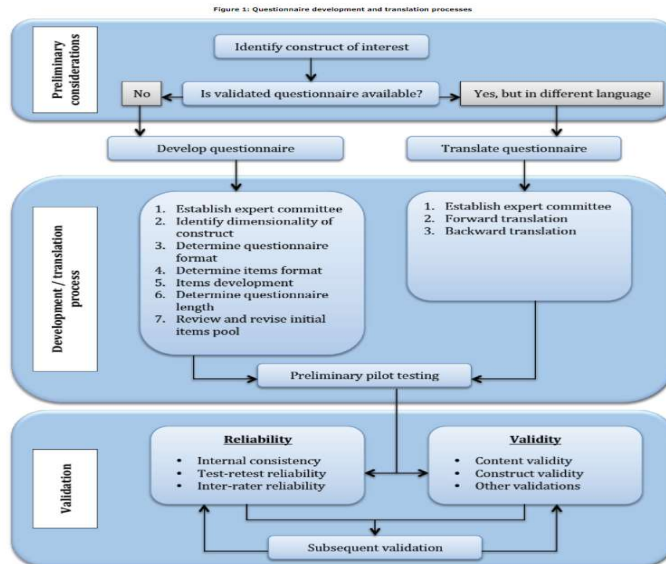 Figure 1: Questionnaire development and translation processes
Preliminary
considerations
Identify construct of interest
No
Is validated questionnaire available?
Yes, but in different language
Develop questionnaire
Translate questionnaire
Development / translation
process
1. Establish expert committee
2. Identify dimensionality of
construct
3. Determine questionnaire
format
4. Determine items format
5. Items development
6. Determine questionnaire
length
7. Review and revise initial
items pool
1. Establish expert committee
2. Forward translation
3. Backward translation
Preliminary pilot testing
Validation
Reliability
• Internal consistency
• Test-retest reliability
• Inter-rater reliability
Validity
• Content validity
• Construct validity
• Other validations
Subsequent validation